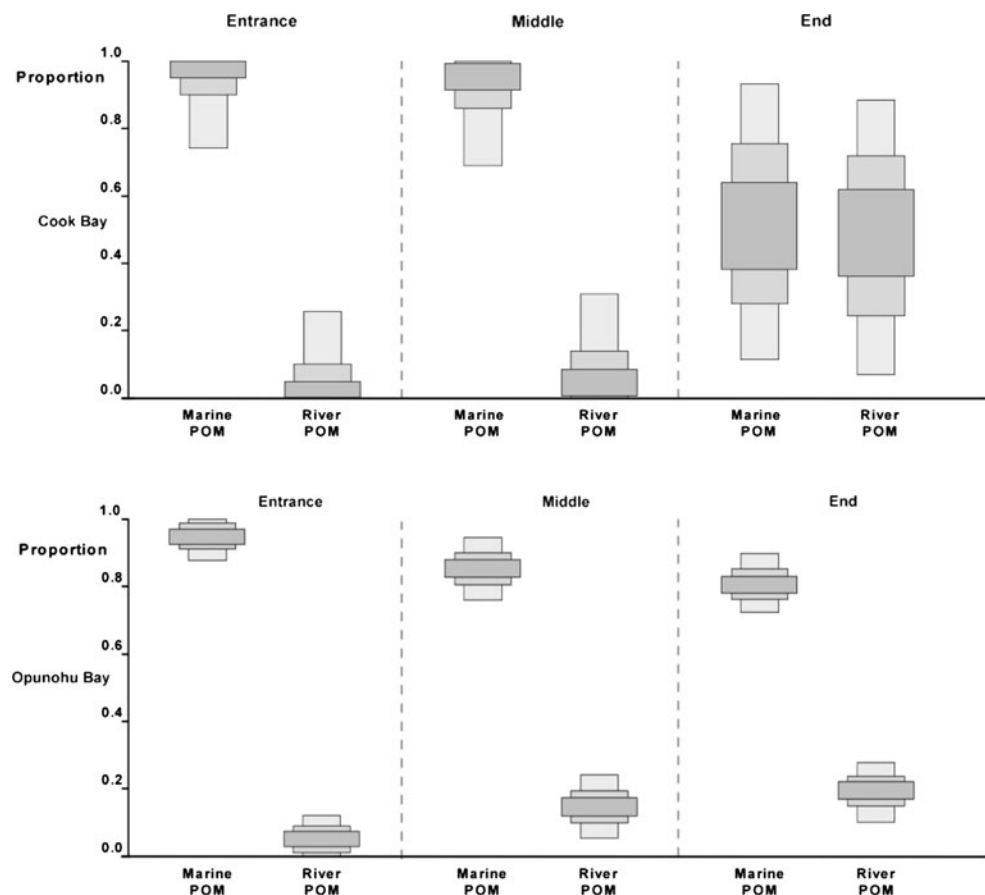 Entrance Middle End
1.0
Proportion
0.8
0.6
Cook Bay
0.4
0.2
0.0
Marine River Marine River Marine River
POM POM POM POM POM POM
Entrance Middle End
1.0
Proportion
0.8
0.6
Opunohu Bay
0.4
0.2
0.0
Marine River Marine River Marine River
POM POM POM POM POM POM